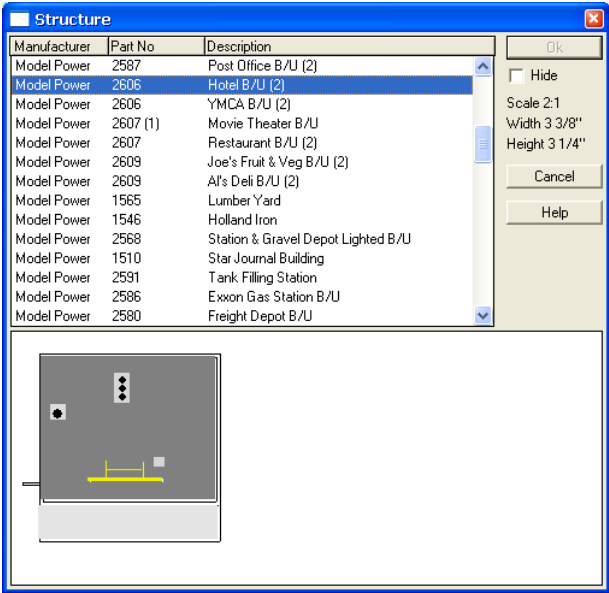 Structure
Manufacturer Part No Description
Model Power 2587 Post Office B/U (2)
Model Power 2606 Hotel B/U (2)
Model Power 2606 YMCA B/U (2)
Model Power 2607 (1) Movie Theater B/U
Model Power 2607 Restaurant B/U (2)
Model Power 2609 Joe's Fruit & Veg B/U (2)
Model Power 2609 Al's Deli B/U (2)
Model Power 1565 Lumber Yard
Model Power 1546 Holland Iron
Model Power 2568 Station & Gravel Depot Lighted B/U
Model Power 1510 Star Journal Building
Model Power 2591 Tank Filling Station
Model Power 2586 Exxon Gas Station B/U
Model Power 2580 Freight Depot B/U
Ok
Hide
Scale 2:1
Width 3 3/8"
Height 3 1/4"
Cancel
Help